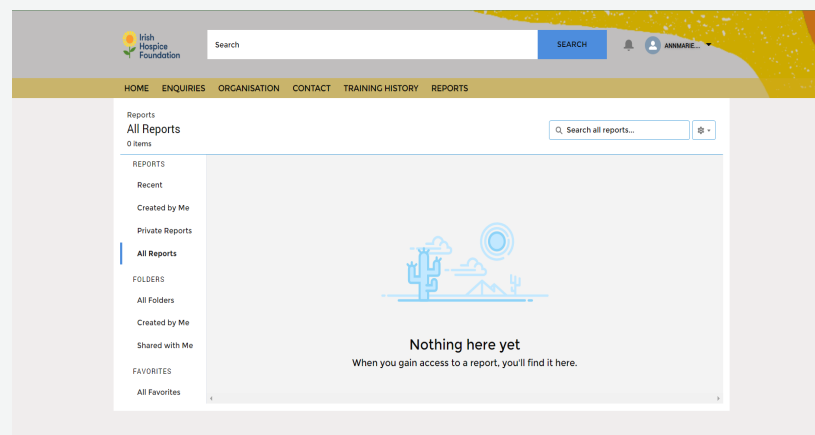 Irish
Hospice
Foundation
Search
SEARCH
ANNMARIE...
HOME ENQUIRIES ORGANISATION CONTACT TRAINING HISTORY REPORTS
Reports
All Reports
0 items
Search all reports...
REPORTS
Recent
Created by Me
Private Reports
All Reports
FOLDERS
All Folders
Created by Me
Shared with Me
FAVORITES
All Favorites
Nothing here yet
When you gain access to a report, you'll find it here.